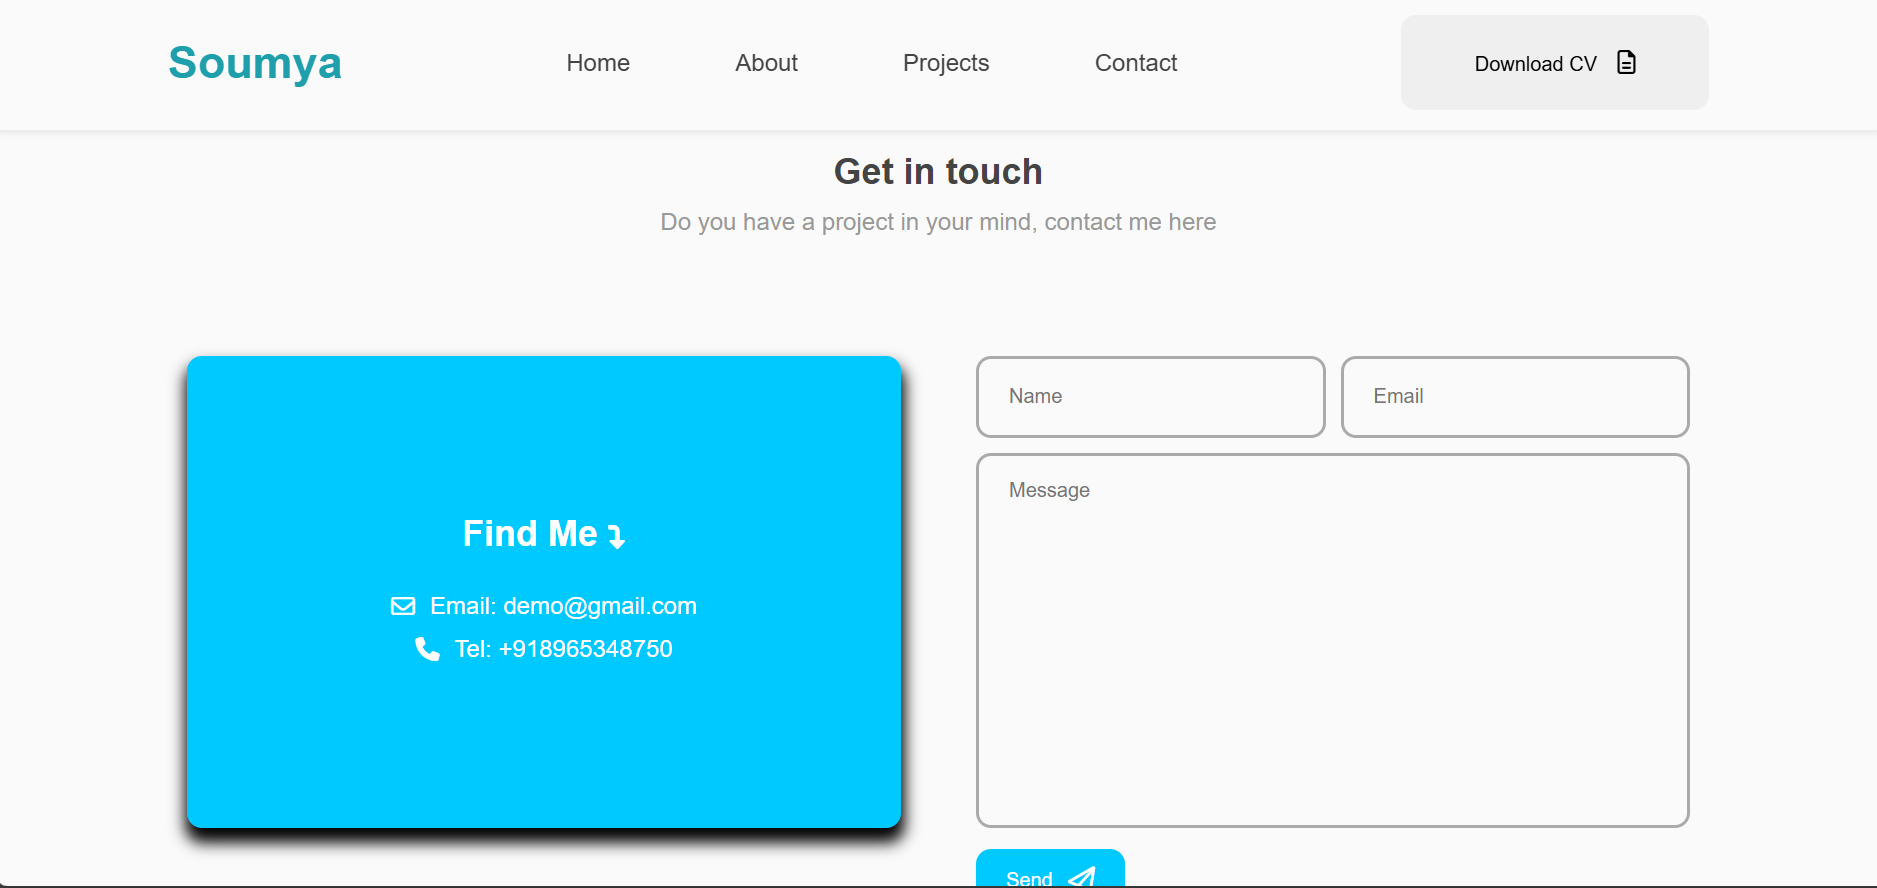 Soumya
Home
About
Projects
Contact
Download CV
Get in touch
Do you have a project in your mind, contact me here
Find Me
Email: demo@gmail.com
Tel: +918965348750
Name
Email
Message
Send